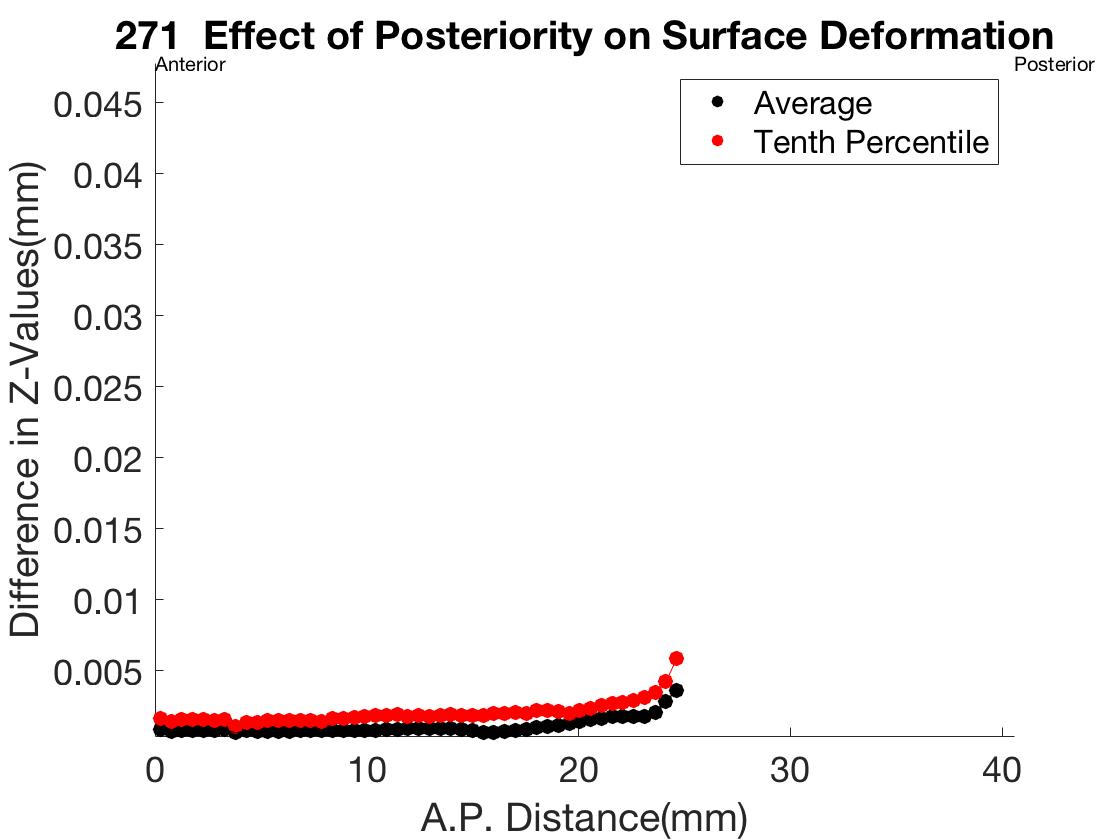 271  Effect of Posteriority on Surface Deformation
Anterior
Posterior
Average
Tenth Percentile
0.045
0.04
0.035
0.03
0.025
0.02
0.015
0.01
0.005
Difference in Z-Values(mm)
0 10 20 30 40
A.P. Distance(mm)